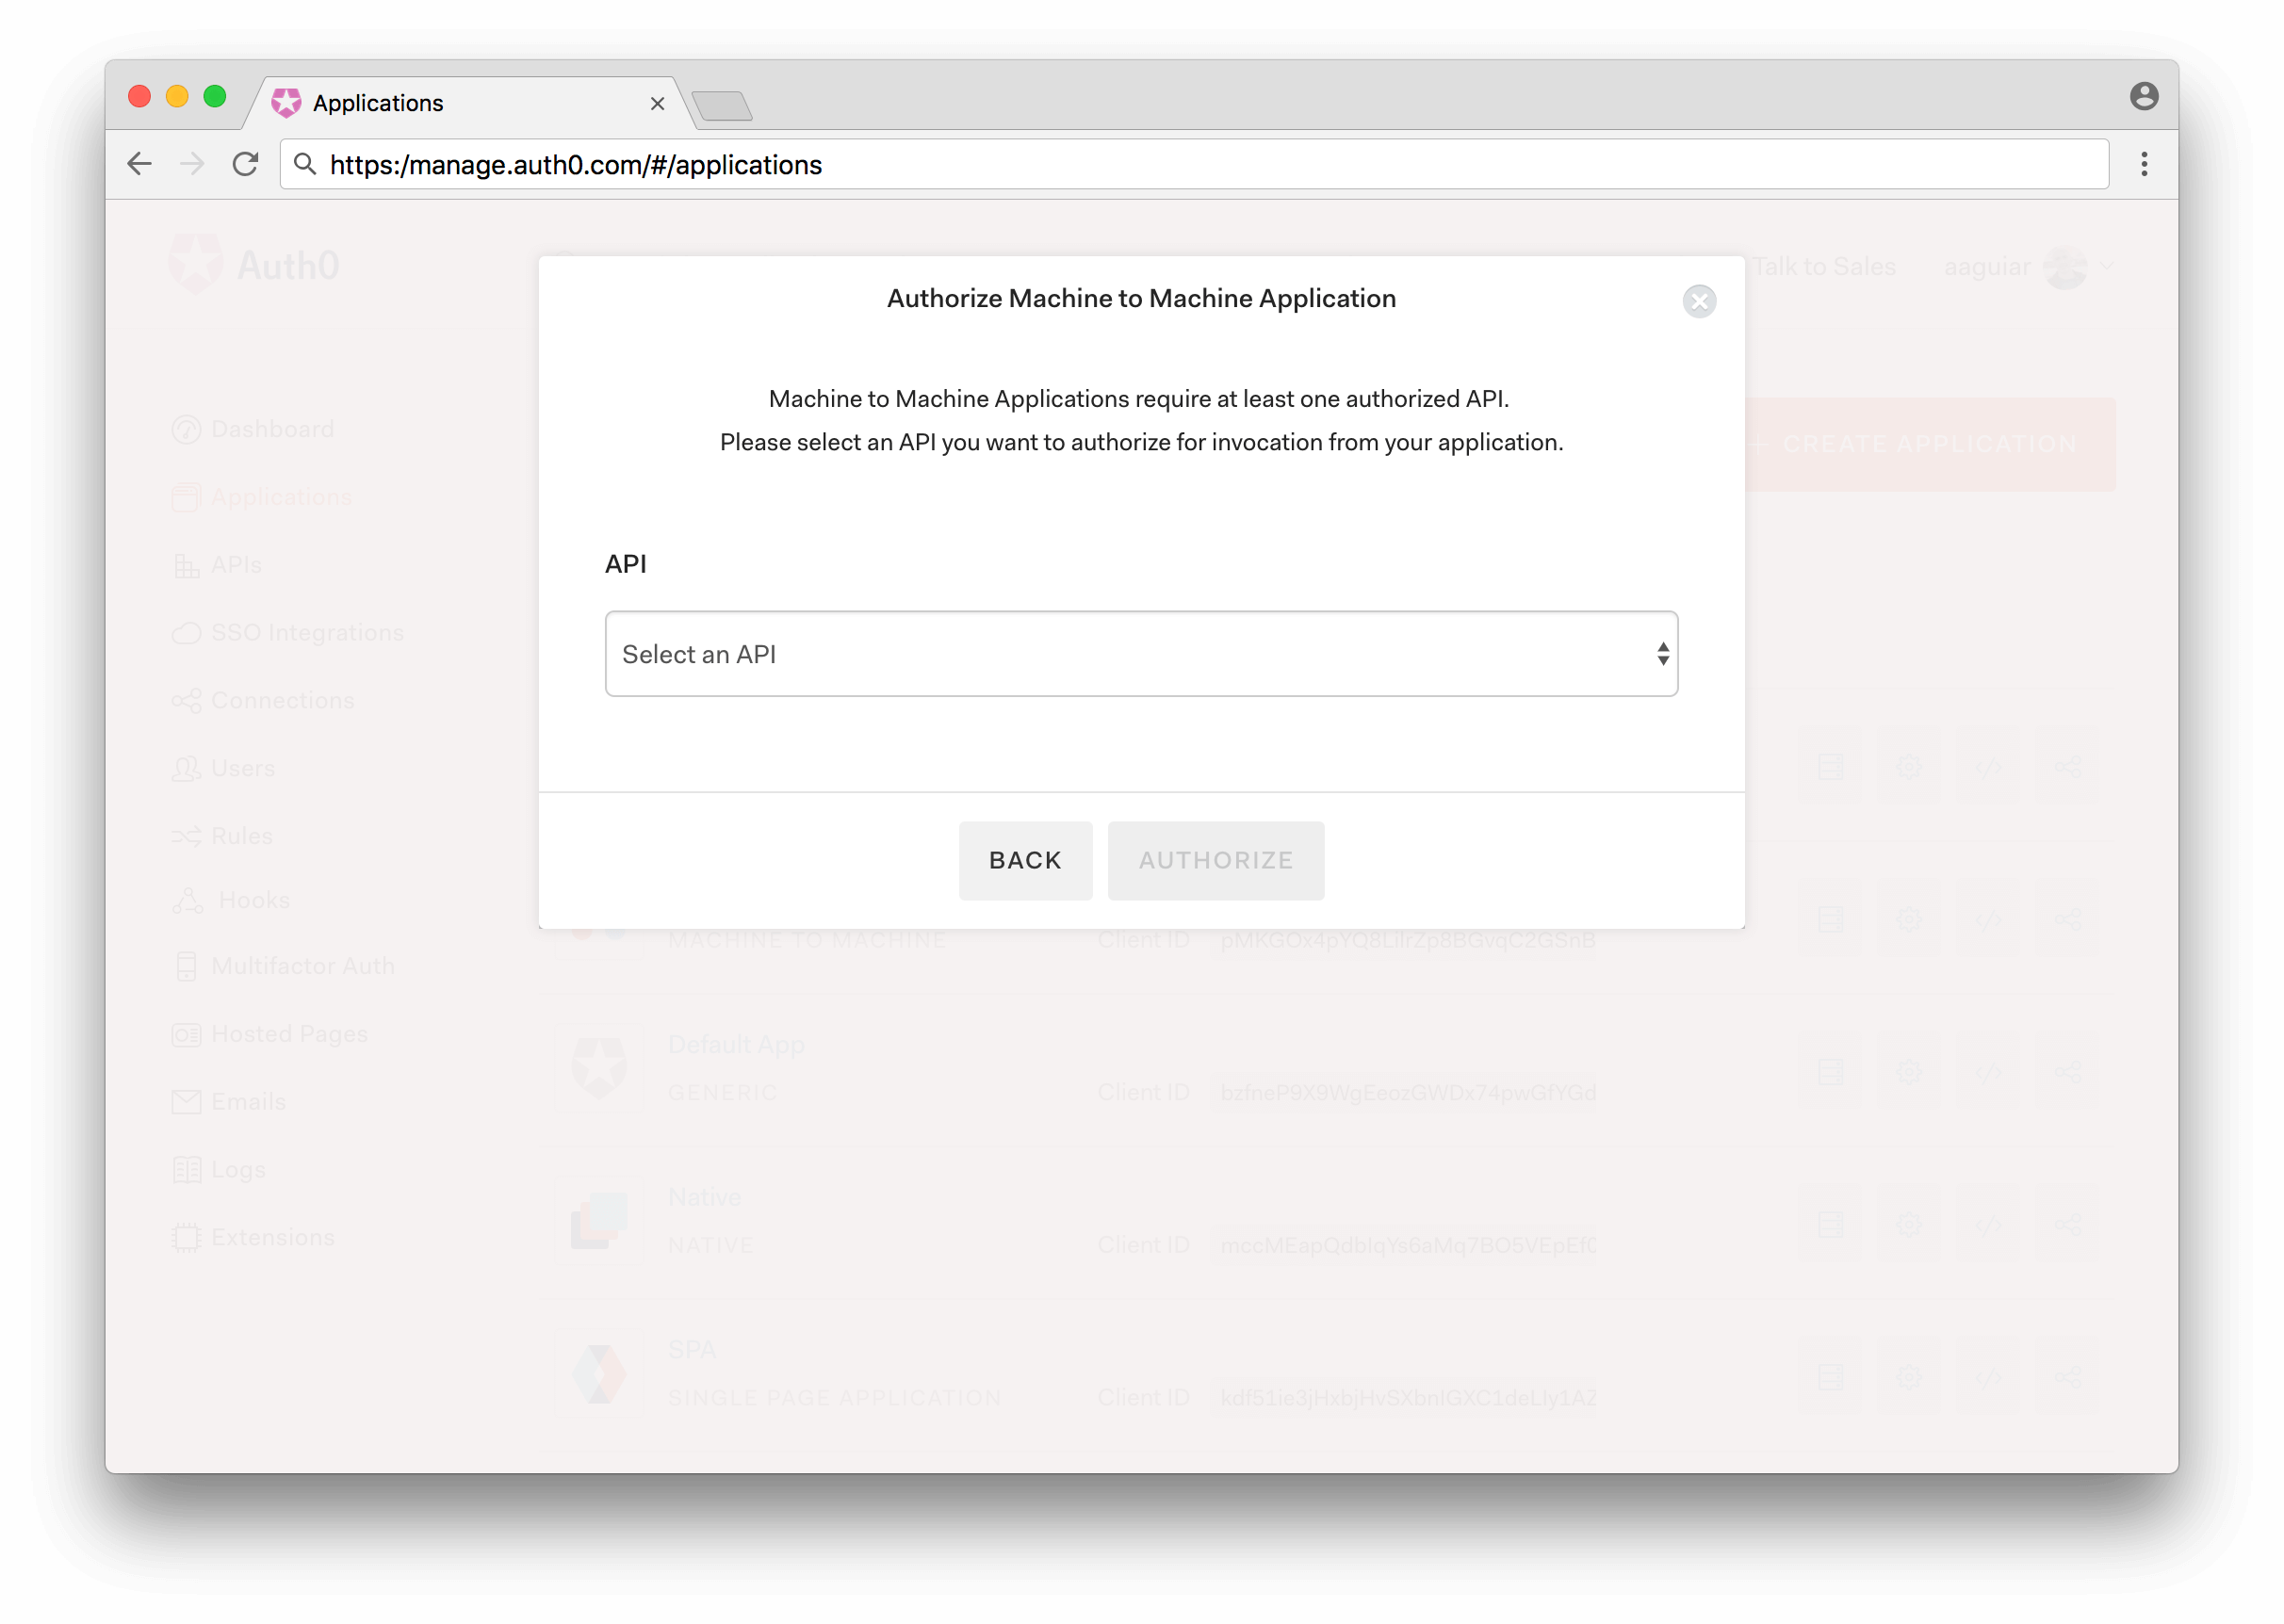 Applications
https:/manage.auth0.com/#/applications
Auth0
Talk to Sales
aaguiar
Authorize Machine to Machine Application
Machine to Machine Applications require at least one authorized API.
Please select an API you want to authorize for invocation from your application.
API
Select an API
BACK
AUTHORIZE
Dashboard
Applications
APIs
SSO Integrations
Connections
Users
Rules
Hooks
Multifactor Auth
Hosted Pages
Emails
Logs
Extensions
+ CREATE APPLICATION
MACHINE TO MACHINE Client ID
Default App
GENERIC Client ID bzfneP9X9WgEeozGWDx74pwGfYGd
Native
NATIVE Client ID
SPA
SINGLE PAGE APPLICATION Client ID